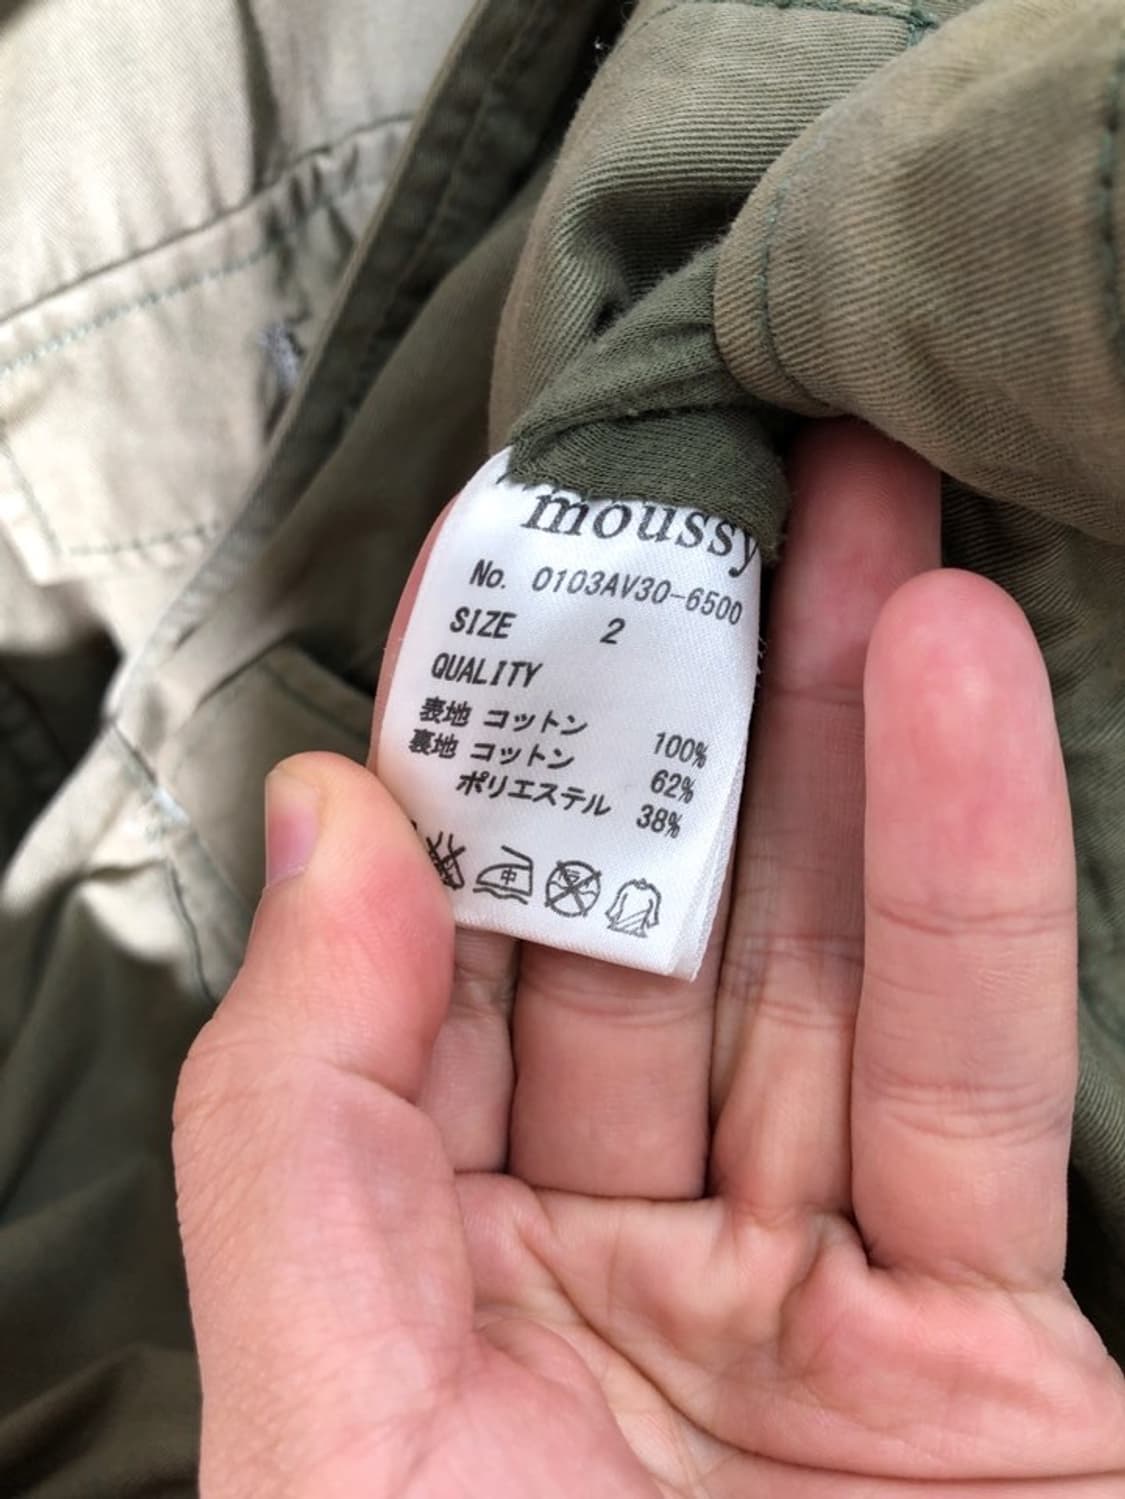 moussy
No. 0103AV30-6500
SIZE 2
QUALITY
表地 コットン 100%
裏地 コットン 62%
ポリエステル 38%
中